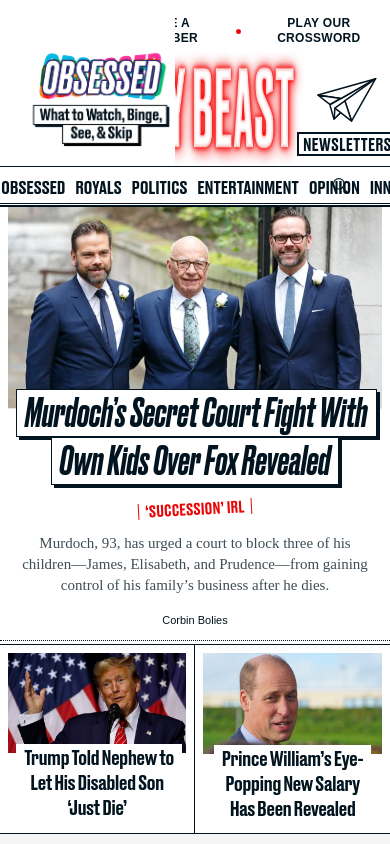 E A
BER
PLAY OUR
CROSSWORD
OBSESSED
What to Watch, Binge,
See, & Skip
Y BEAST
NEWSLETTERS
OBSESSED ROYALS POLITICS ENTERTAINMENT OPINION INN
Murdoch’s Secret Court Fight With
Own Kids Over Fox Revealed
‘SUCCESSION’ IRL
Murdoch, 93, has urged a court to block three of his
children—James, Elisabeth, and Prudence—from gaining
control of his family’s business after he dies.
Corbin Bolies
Trump Told Nephew to
Let His Disabled Son
‘Just Die’
Prince William’s Eye-
Popping New Salary
Has Been Revealed